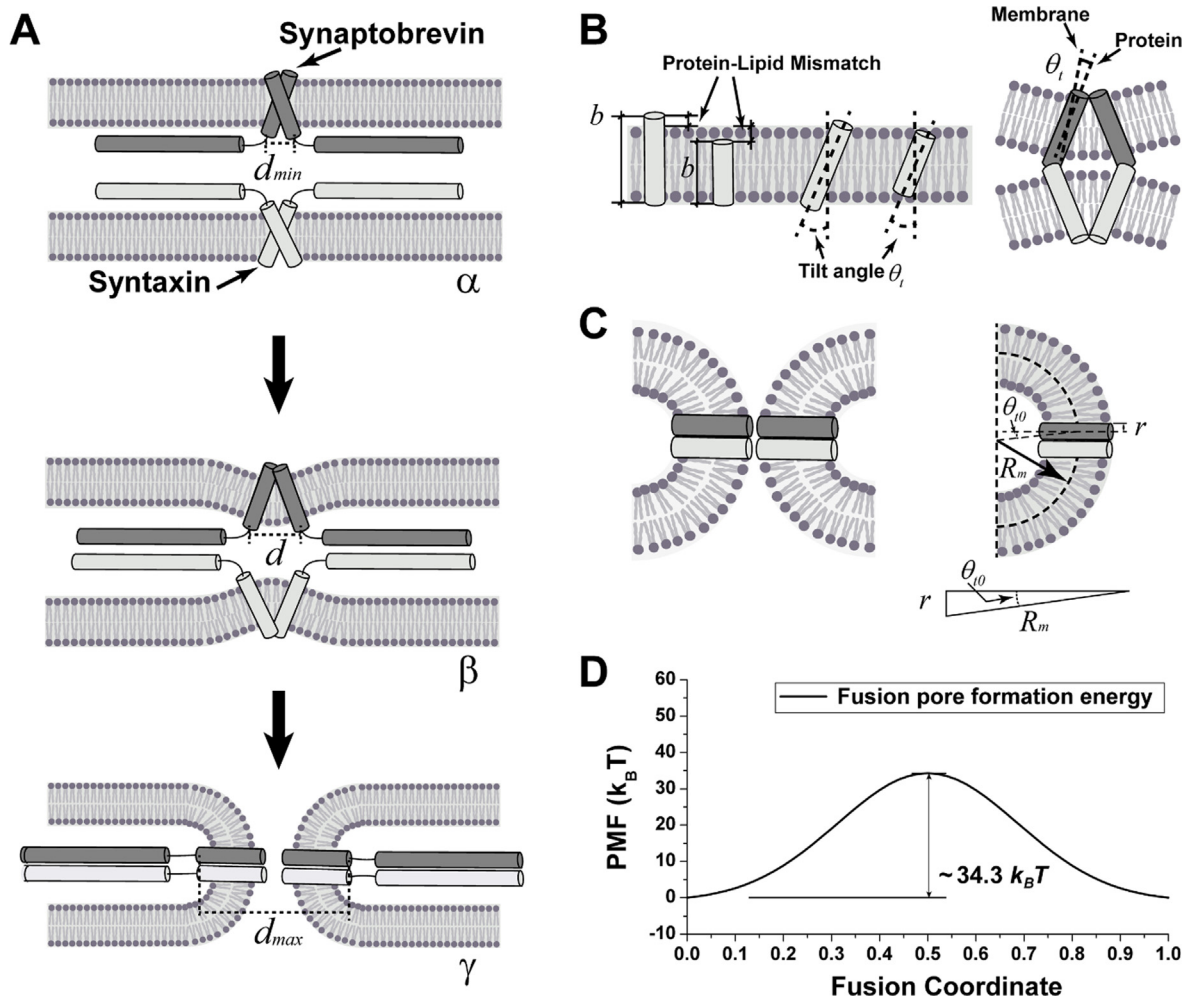 A
Synaptobrevin
d_min
Syntaxin
α
d
β
d_max
γ
B
Protein-Lipid Mismatch
b
b
Tilt angle θ_t
Membrane
Protein
θ_t
C
θ_t0
r
R_m
θ_t0
r
R_m
D
Fusion pore formation energy
~ 34.3 k_BT
PMF (k_BT)
60
50
40
30
20
10
0
-10
0.0 0.1 0.2 0.3 0.4 0.5 0.6 0.7 0.8 0.9 1.0
Fusion Coordinate